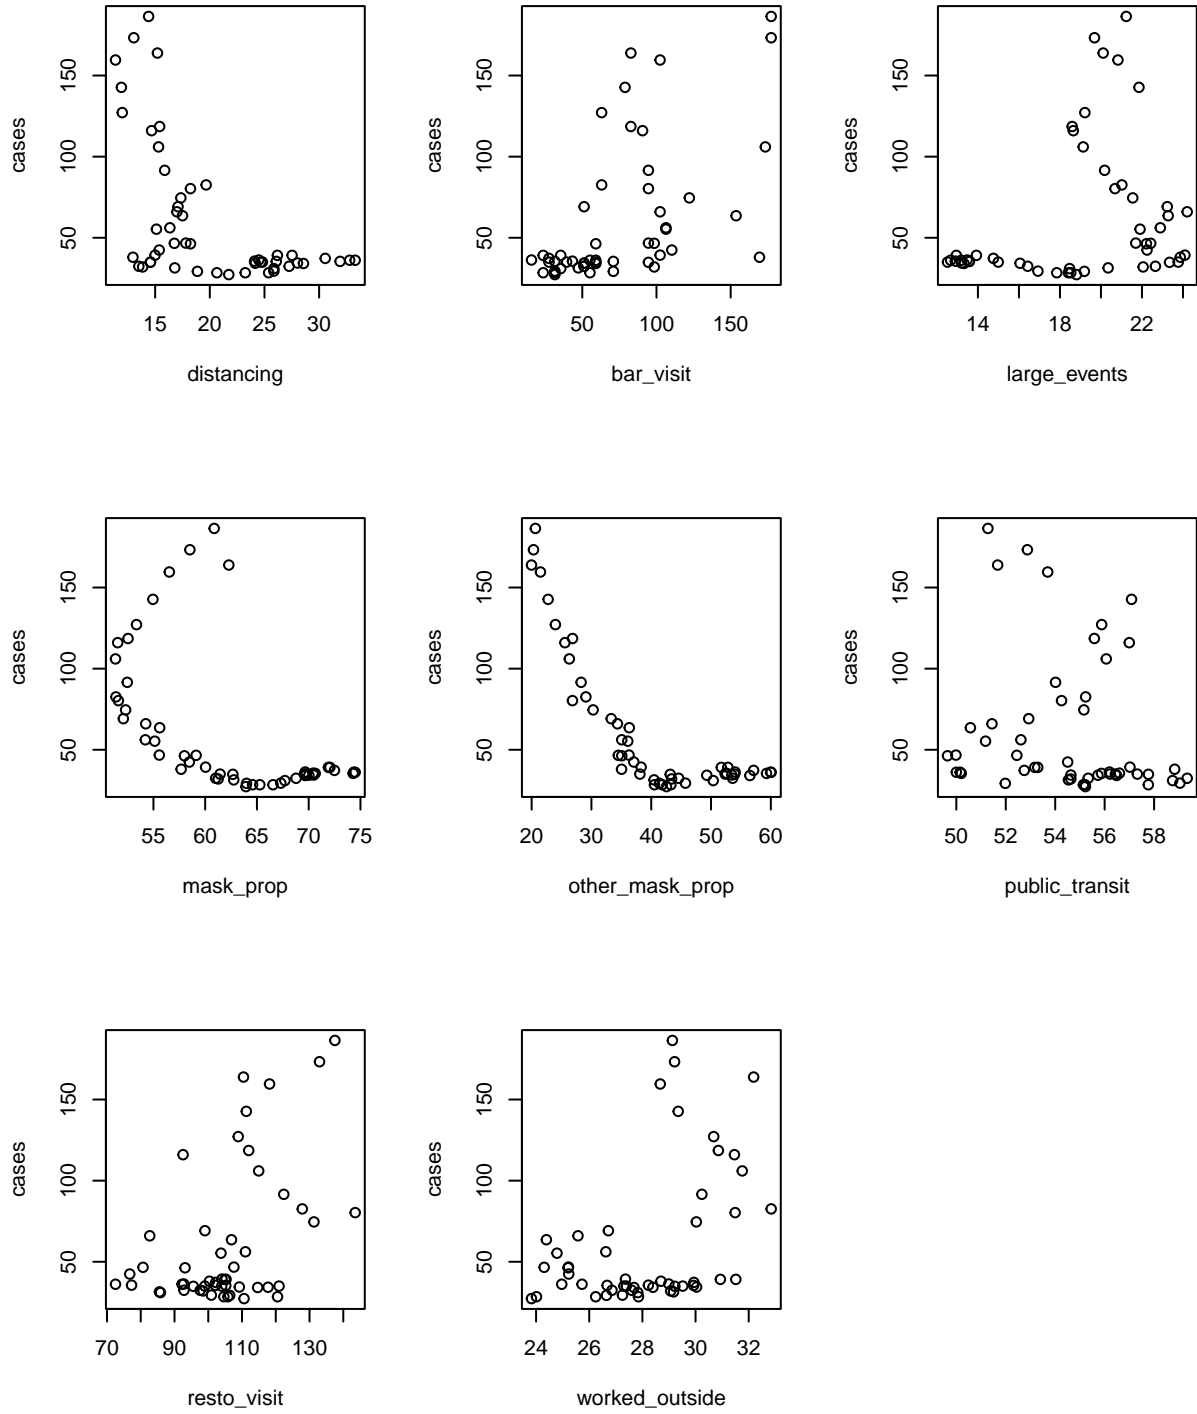 cases
50 100 150
15 20 25 30
distancing
cases
50 100 150
50 100 150
bar_visit
cases
50 100 150
14 18 22
large_events
cases
50 100 150
55 60 65 70 75
mask_prop
cases
50 100 150
20 30 40 50 60
other_mask_prop
cases
50 100 150
50 52 54 56 58
public_transit
cases
50 100 150
70 90 110 130
resto_visit
cases
50 100 150
24 26 28 30 32
worked_outside